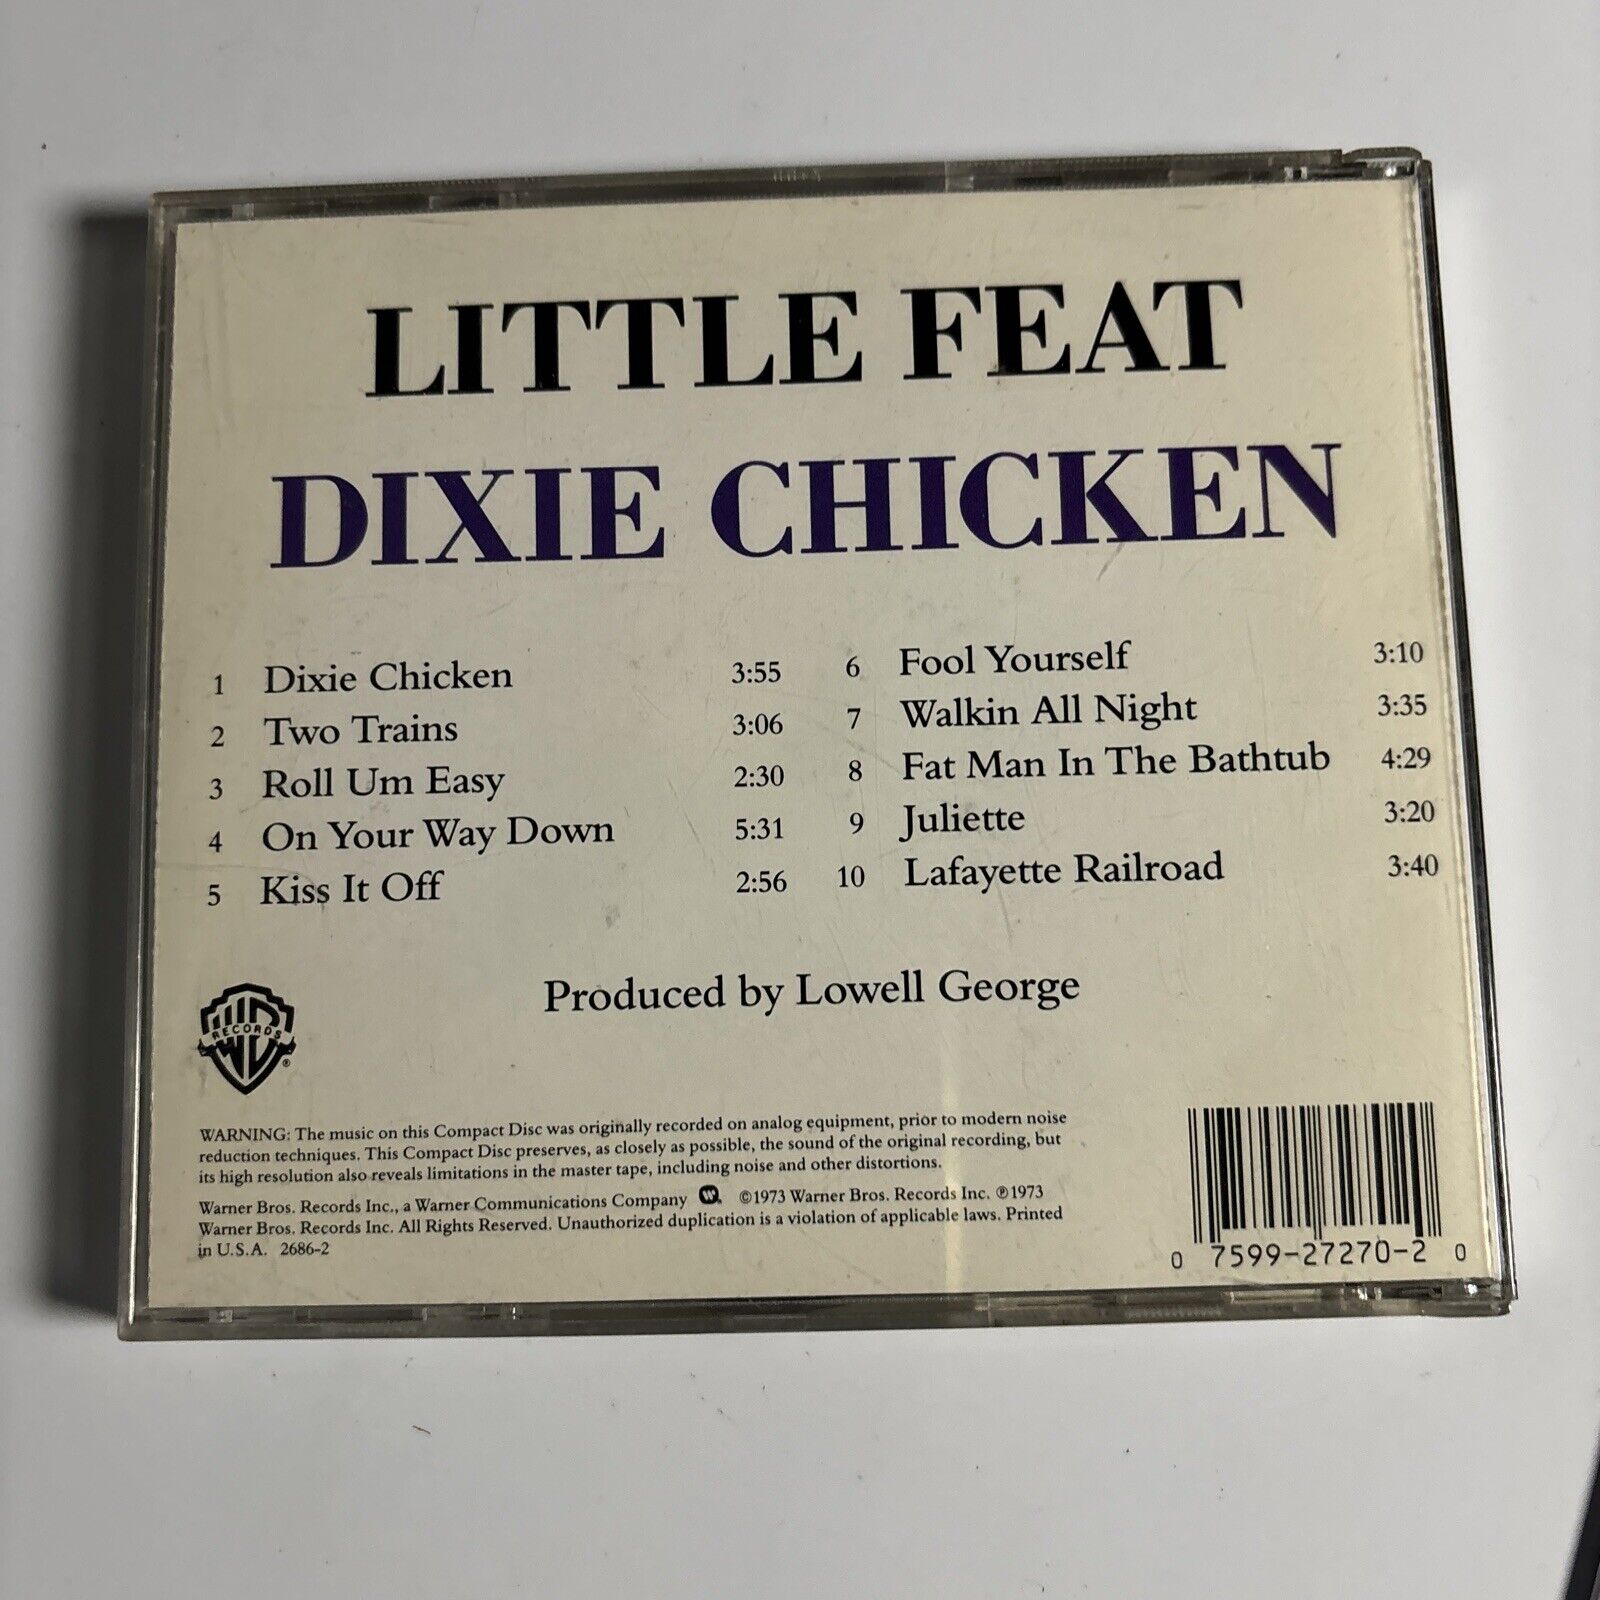 LITTLE FEAT
DIXIE CHICKEN
1 Dixie Chicken 3:55
2 Two Trains 3:06
3 Roll Um Easy 2:30
4 On Your Way Down 5:31
5 Kiss It Off 2:56
6 Fool Yourself 3:10
7 Walkin All Night 3:35
8 Fat Man In The Bathtub 4:29
9 Juliette 3:20
10 Lafayette Railroad 3:40
Produced by Lowell George
WB
RECORDS
®
WARNING: The music on this Compact Disc was originally recorded on analog equipment, prior to modern noise
reduction techniques. This Compact Disc preserves, as closely as possible, the sound of the original recording, but
its high resolution also reveals limitations in the master tape, including noise and other distortions.
Warner Bros. Records Inc., a Warner Communications Company ©1973 Warner Bros. Records Inc. ℗1973
Warner Bros. Records Inc. All Rights Reserved. Unauthorized duplication is a violation of applicable laws. Printed
in U.S.A. 2686-2
0 7599-27270-2 0